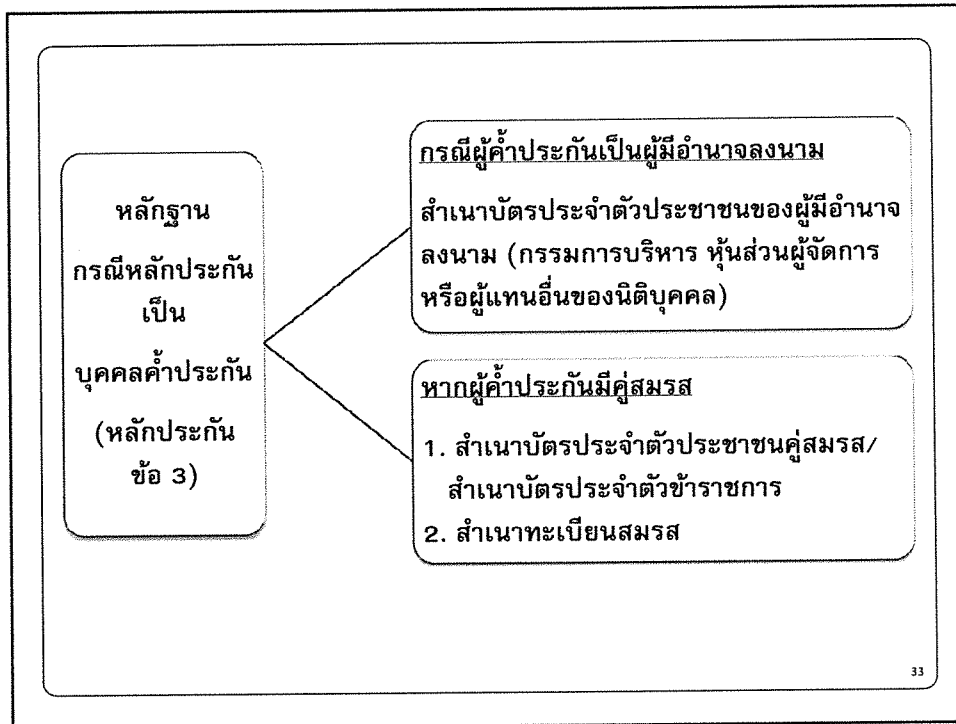 หลักฐาน
กรณีหลักประกัน
เป็น
บุคคลค้ำประกัน
(หลักประกัน
ข้อ 3)
กรณีผู้ค้ำประกันเป็นผู้มีอำนาจลงนาม
สำเนาบัตรประจำตัวประชาชนของผู้มีอำนาจ
ลงนาม (กรรมการบริหาร หุ้นส่วนผู้จัดการ
หรือผู้แทนอื่นของนิติบุคคล)
หากผู้ค้ำประกันมีคู่สมรส
1. สำเนาบัตรประจำตัวประชาชนคู่สมรส/
สำเนาบัตรประจำตัวข้าราชการ
2. สำเนาทะเบียนสมรส
33